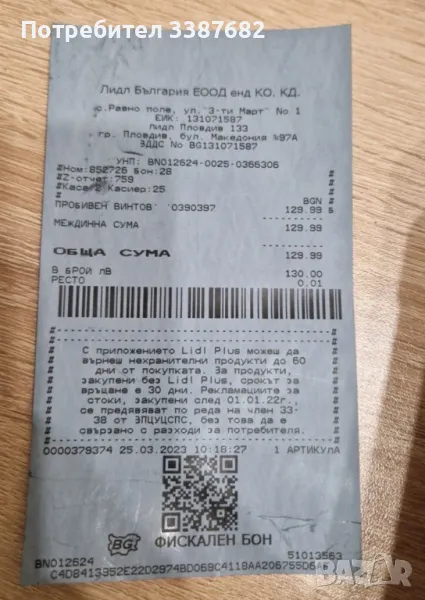 Потребител 3387682
Лидл България ЕООД енд КО. КД.
с.Равно поле, ул."3-ти Март" No 1
ЕИК: 131071587
Лидл Пловдив 133
гр. Пловдив, бул. Македония №97А
ЗДДС No BG131071587
УНП: BN012624-0025-0366306
#Ном:852726 Бон:28
#Z-отчет:759
#Каса:2 Касиер:25
BGN
ПРОБИВЕН ВИНТОВ 0390397 129.99 Б
МЕЖДИННА СУМА 129.99
ОБЩА СУМА 129.99
В БРОЙ лв 130.00
РЕСТО 0.01
С приложението Lidl Plus можеш да
върнеш нехранителни продукти до 60
дни от покупката. За продукти,
закупени без Lidl Plus, срокът за
връщане е 30 дни. Рекламациите за
стоки, закупени след 01.01.22г.,
се предявяват по реда на член 33-
38 от ЗПЦУЦСПС, без това да е
свързано с разходи за потребителя.
0000379374 25.03.2023 10:18:27 1 АРТИКУЛА
BG
ФИСКАЛЕН БОН
BN012624 51013563
BAZAR